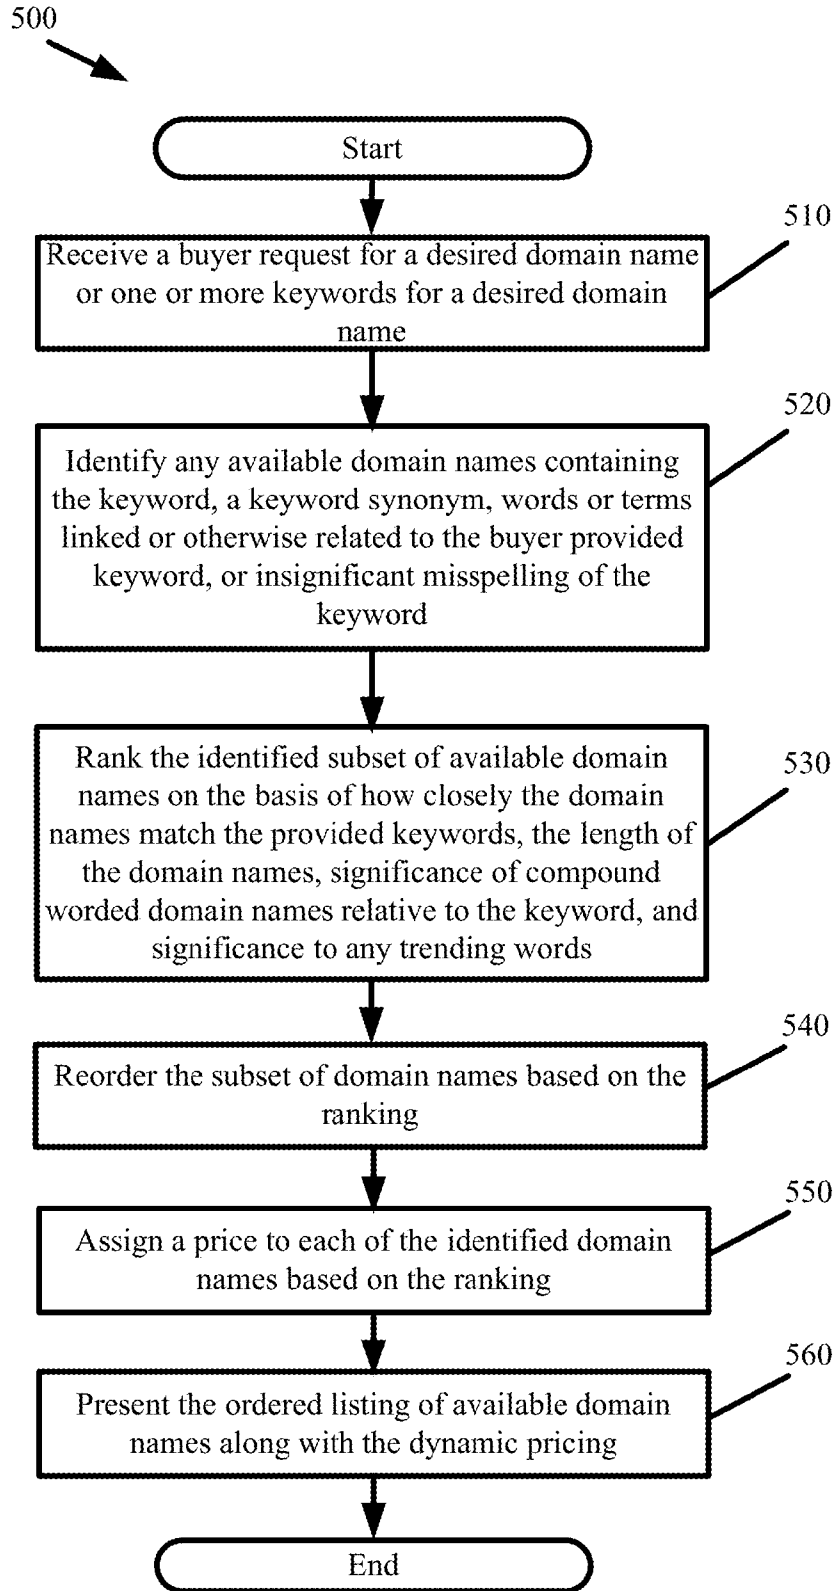 500
Start
510
Receive a buyer request for a desired domain name
or one or more keywords for a desired domain
name
520
Identify any available domain names containing
the keyword, a keyword synonym, words or terms
linked or otherwise related to the buyer provided
keyword, or insignificant misspelling of the
keyword
530
Rank the identified subset of available domain
names on the basis of how closely the domain
names match the provided keywords, the length of
the domain names, significance of compound
worded domain names relative to the keyword, and
significance to any trending words
540
Reorder the subset of domain names based on the
ranking
550
Assign a price to each of the identified domain
names based on the ranking
560
Present the ordered listing of available domain
names along with the dynamic pricing
End